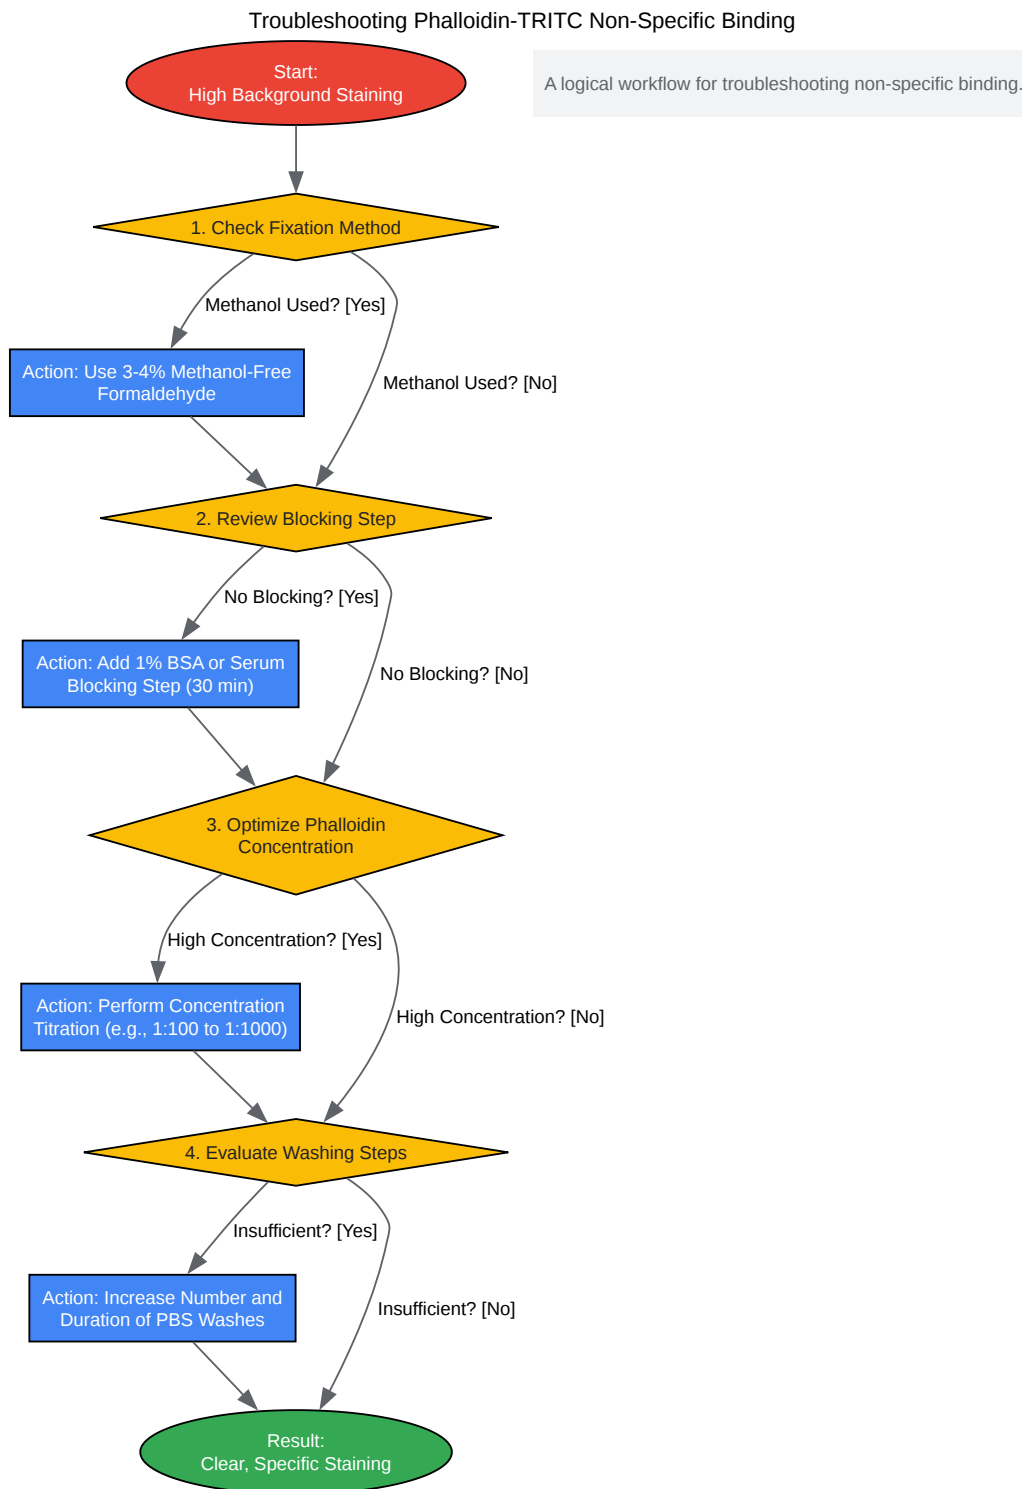 Troubleshooting Phalloidin-TRITC Non-Specific Binding
Start:
High Background Staining
A logical workflow for troubleshooting non-specific binding.
1. Check Fixation Method
Methanol Used? [Yes]
Action: Use 3-4% Methanol-Free
Formaldehyde
Methanol Used? [No]
2. Review Blocking Step
No Blocking? [Yes]
Action: Add 1% BSA or Serum
Blocking Step (30 min)
No Blocking? [No]
3. Optimize Phalloidin
Concentration
High Concentration? [Yes]
Action: Perform Concentration
Titration (e.g., 1:100 to 1:1000)
High Concentration? [No]
4. Evaluate Washing Steps
Insufficient? [Yes]
Action: Increase Number and
Duration of PBS Washes
Insufficient? [No]
Result:
Clear, Specific Staining